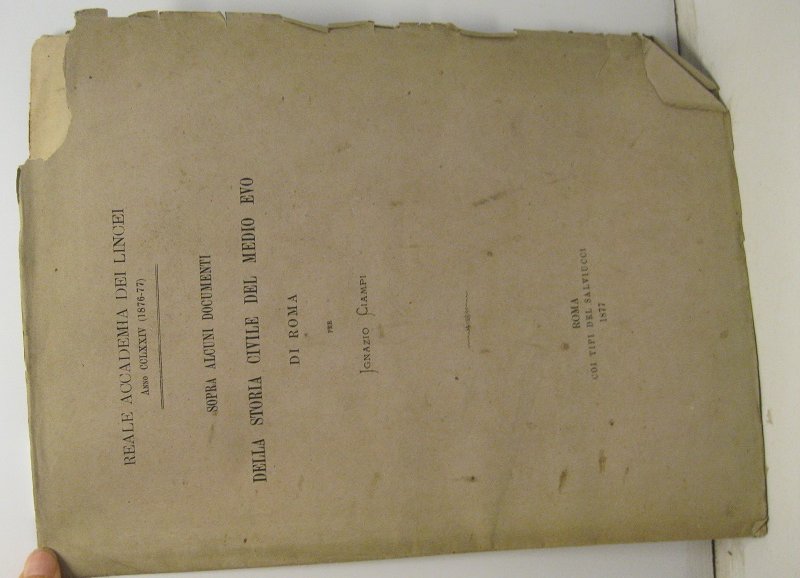 REALE ACCADEMIA DEI LINCEI
ANNO CCLXXIV (1876-77)
SOPRA ALCUNI DOCUMENTI
DELLA STORIA CIVILE DEL MEDIO EVO
DI ROMA
PER
IGNAZIO CIAMPI
ROMA
COI TIPI DEL SALVIUCCI
1877